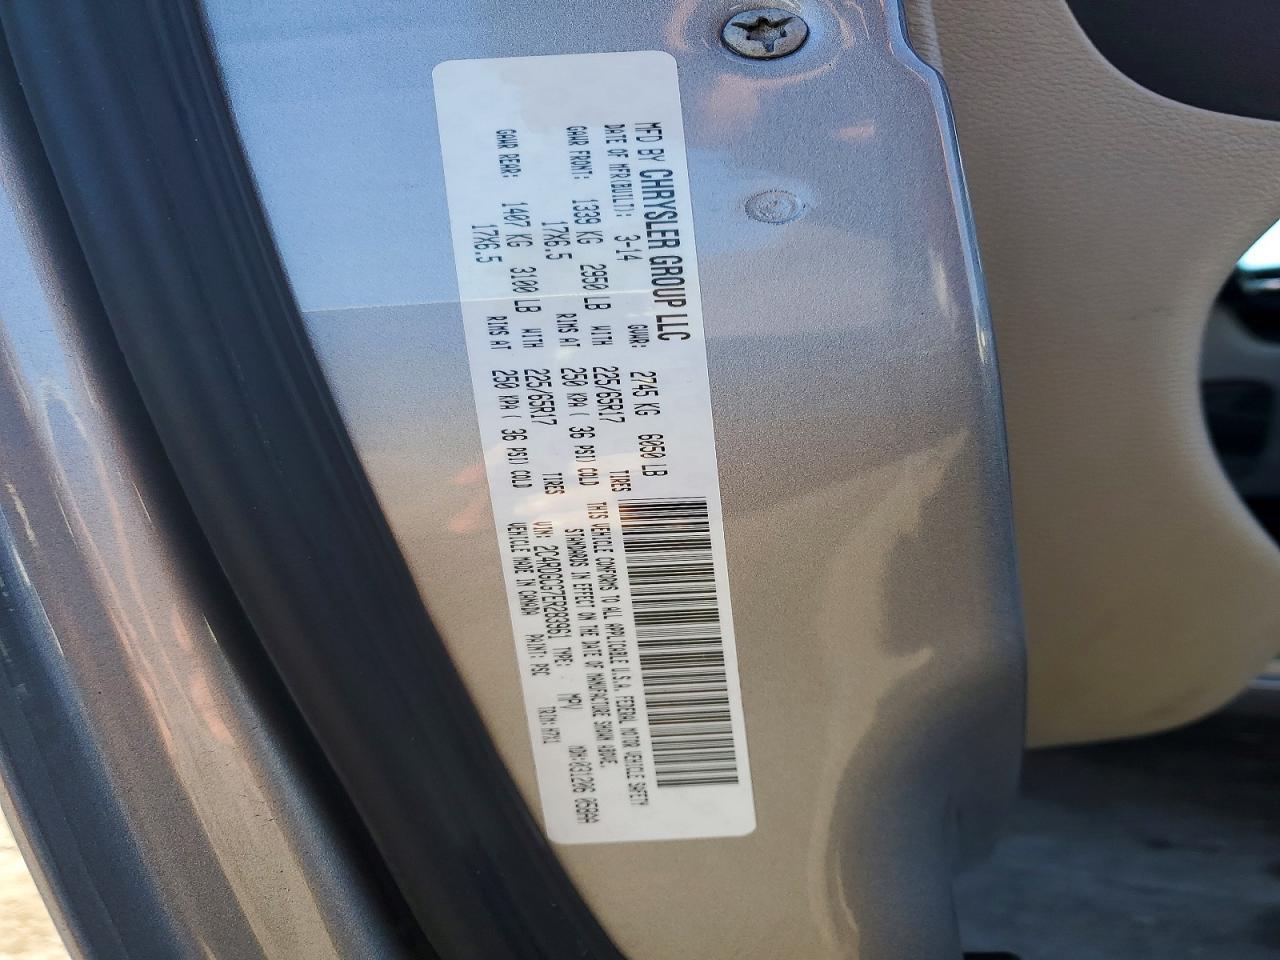 MFD BY CHRYSLER GROUP LLC
DATE OF MFR(BUILT): 3-14 GVWR: 2745 KG 6050 LB
GAWR FRONT: 1339 KG 2950 LB WITH 225/65R17 TIRES
17X6.5 RIMS AT 250 KPA( 36 PSI) COLD
GAWR REAR: 1407 KG 3100 LB WITH 225/65R17 TIRES
17X6.5 RIMS AT 250 KPA( 36 PSI) COLD
THIS VEHICLE CONFORMS TO ALL APPLICABLE U.S.A. FEDERAL MOTOR VEHICLE SAFETY
STANDARDS IN EFFECT ON THE DATE OF MANUFACTURE SHOWN ABOVE.
VIN: 2C4RDGCG7ER283961 TYPE: MPV
VEHICLE MADE IN CANADA PAINT: PSC TRIM: